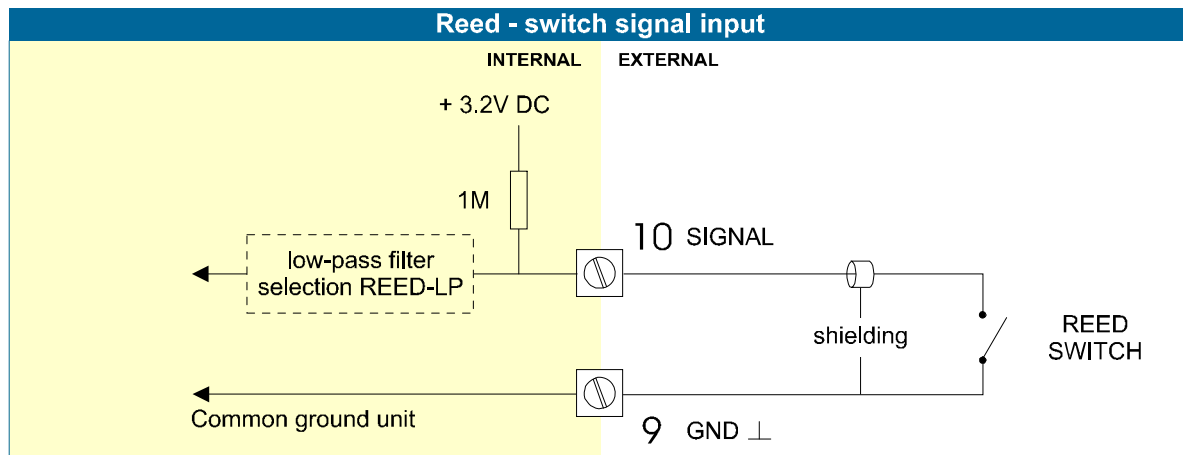 Reed - switch signal input
INTERNAL
EXTERNAL
+ 3.2V DC
1M
10 SIGNAL
low-pass filter
selection REED-LP
shielding
REED
SWITCH
Common ground unit
9 GND ⊥